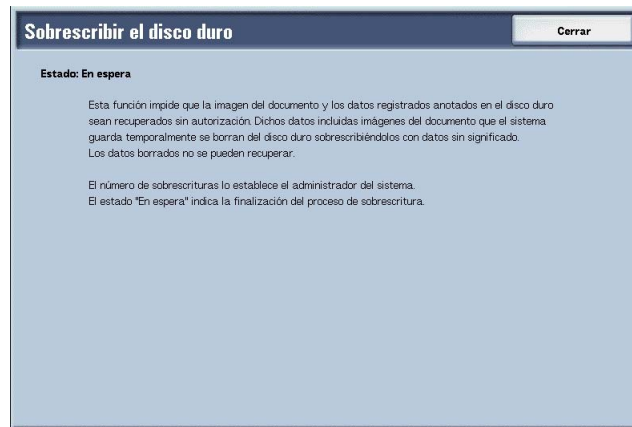 Sobrescribir el disco duro
Cerrar
Estado: En espera
Esta función impide que la imagen del documento y los datos registrados anotados en el disco duro
sean recuperados sin autorización. Dichos datos incluidas imágenes del documento que el sistema
guarda temporalmente se borran del disco duro sobrescribiéndolos con datos sin significado.
Los datos borrados no se pueden recuperar.
El número de sobrescrituras lo establece el administrador del sistema.
El estado "En espera" indica la finalización del proceso de sobrescritura.